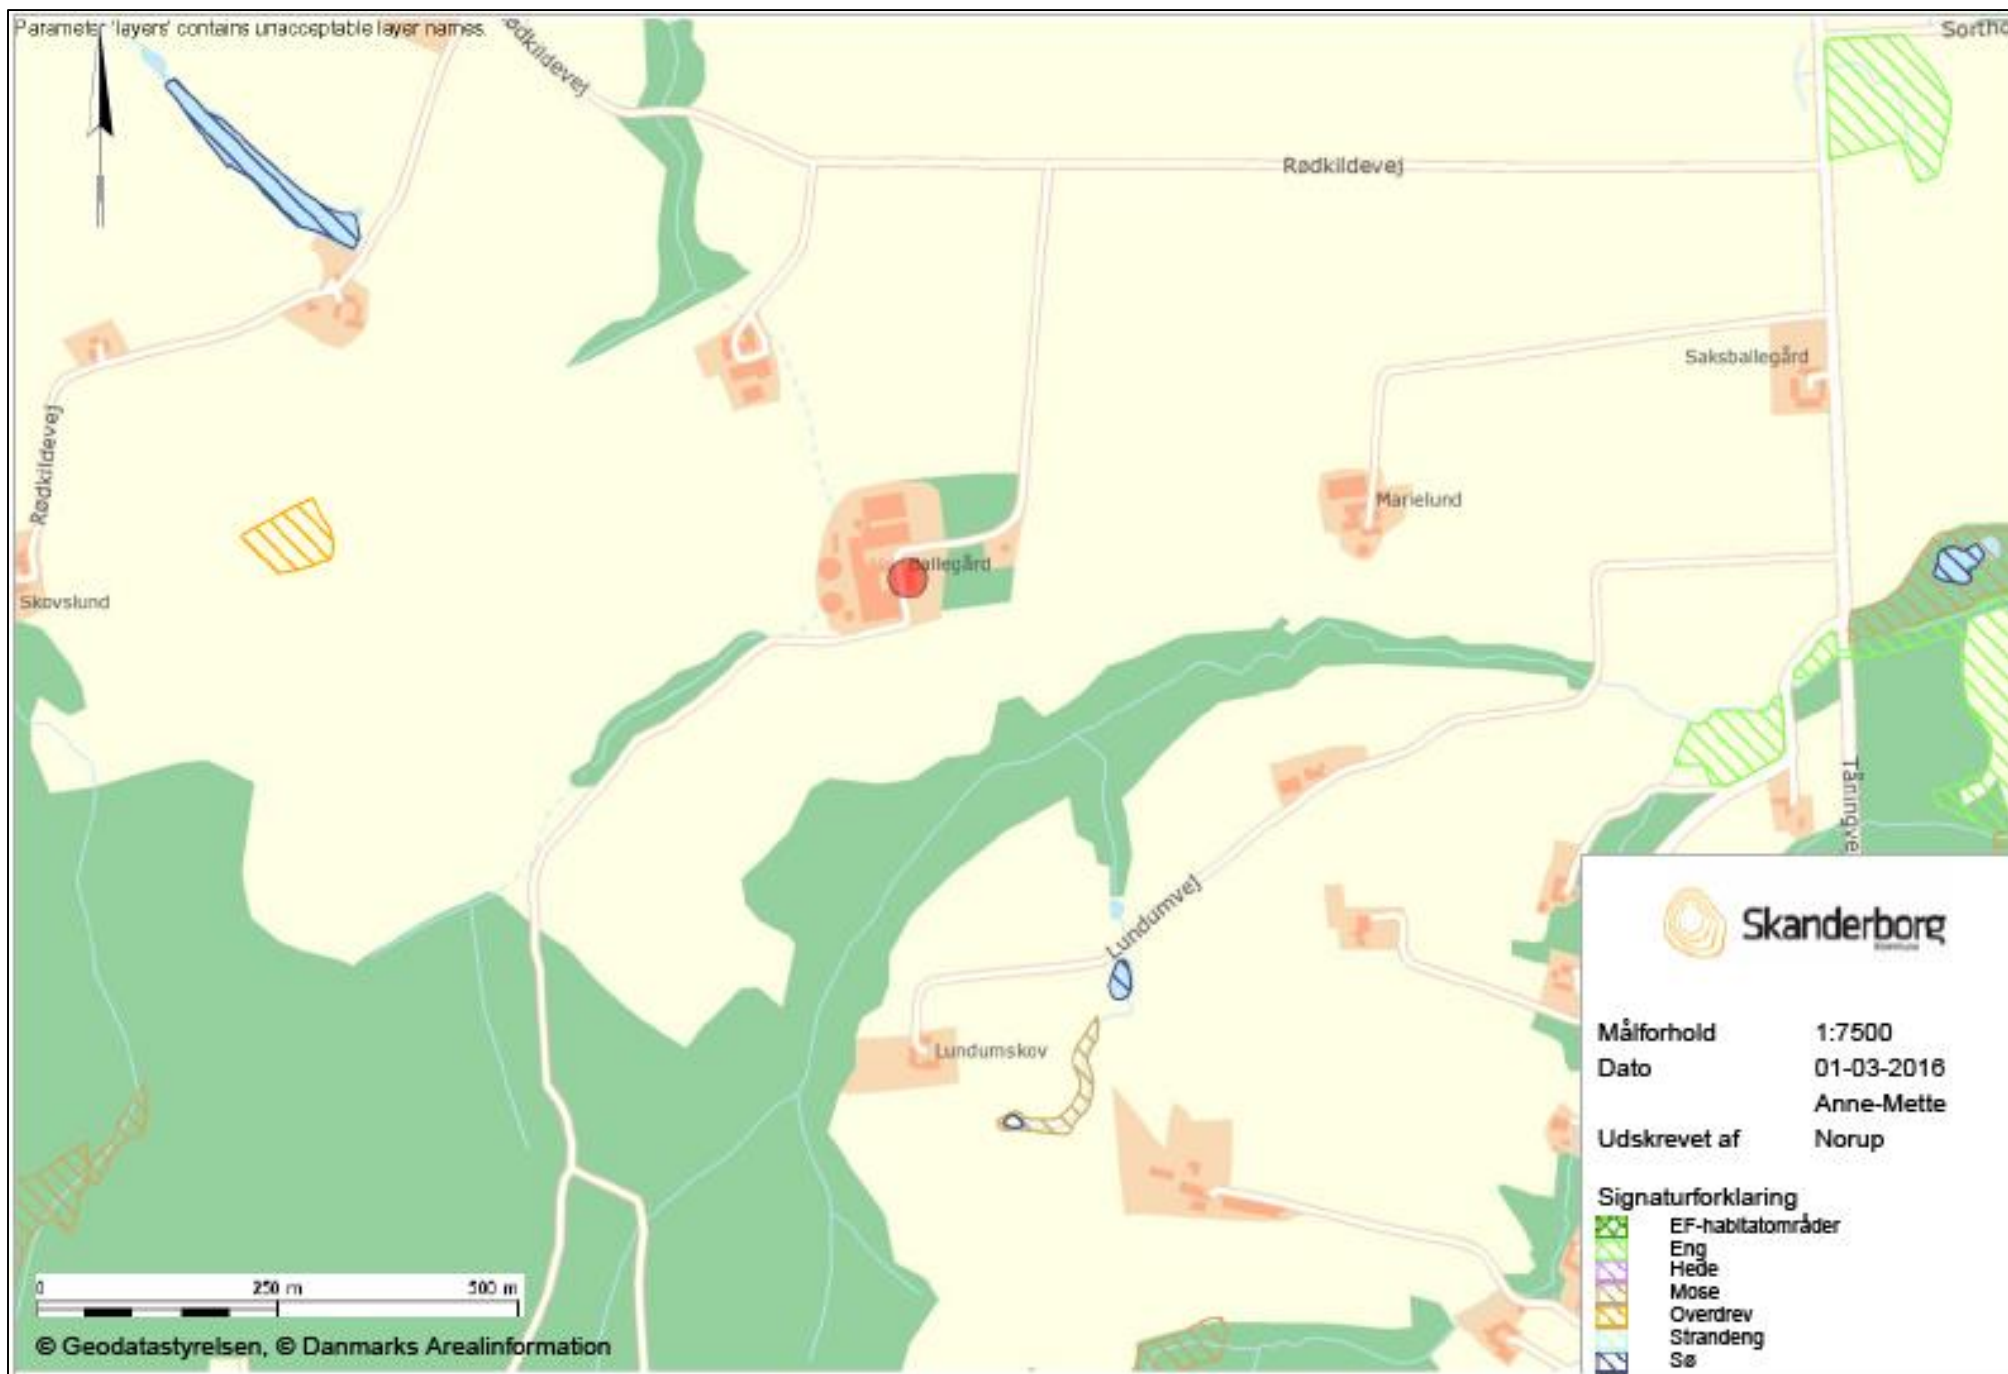 Parameter 'layers' contains unacceptable layer names.
Rødkildevej
Sortho
Rødkildevej
Saksballegård
Rødkildevej
Marielund
Ballegård
Skovslund
Tåningve
Lundumvej
Lundumskov
Skanderborg
Målforhold 1:7500
Dato 01-03-2016
Anne-Mette
Udskrevet af Norup
Signaturforklaring
EF-habitatområder
Eng
Hede
Mose
Overdrev
Strandeng
Sø
0 250 m 500 m
© Geodatastyrelsen, © Danmarks Arealinformation